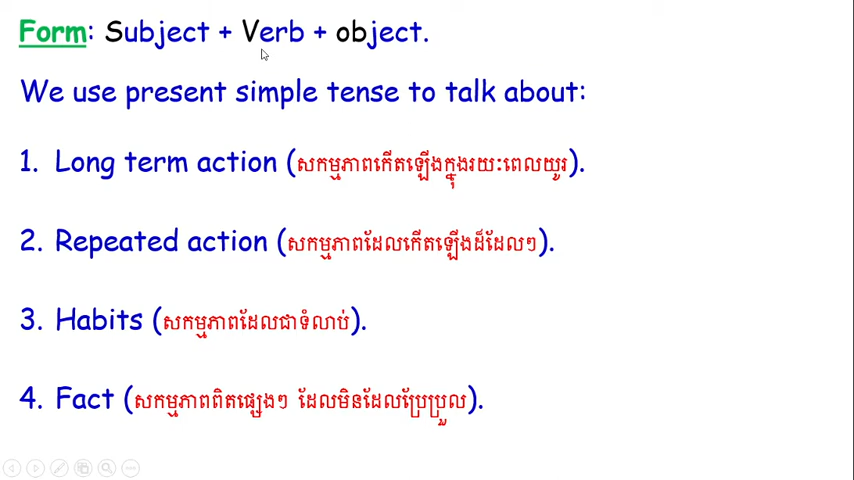 Form: Subject + Verb + object.
We use present simple tense to talk about:
1. Long term action (សកម្មភាពកើតឡើងក្នុងរយៈពេលយូរ).
2. Repeated action (សកម្មភាពដែលកើតឡើងដ៏ដែលៗ).
3. Habits (សកម្មភាពដែលជាទំលាប់).
4. Fact (សកម្មភាពពិតផ្សេងៗ ដែលមិនដែលប្រែប្រួល).